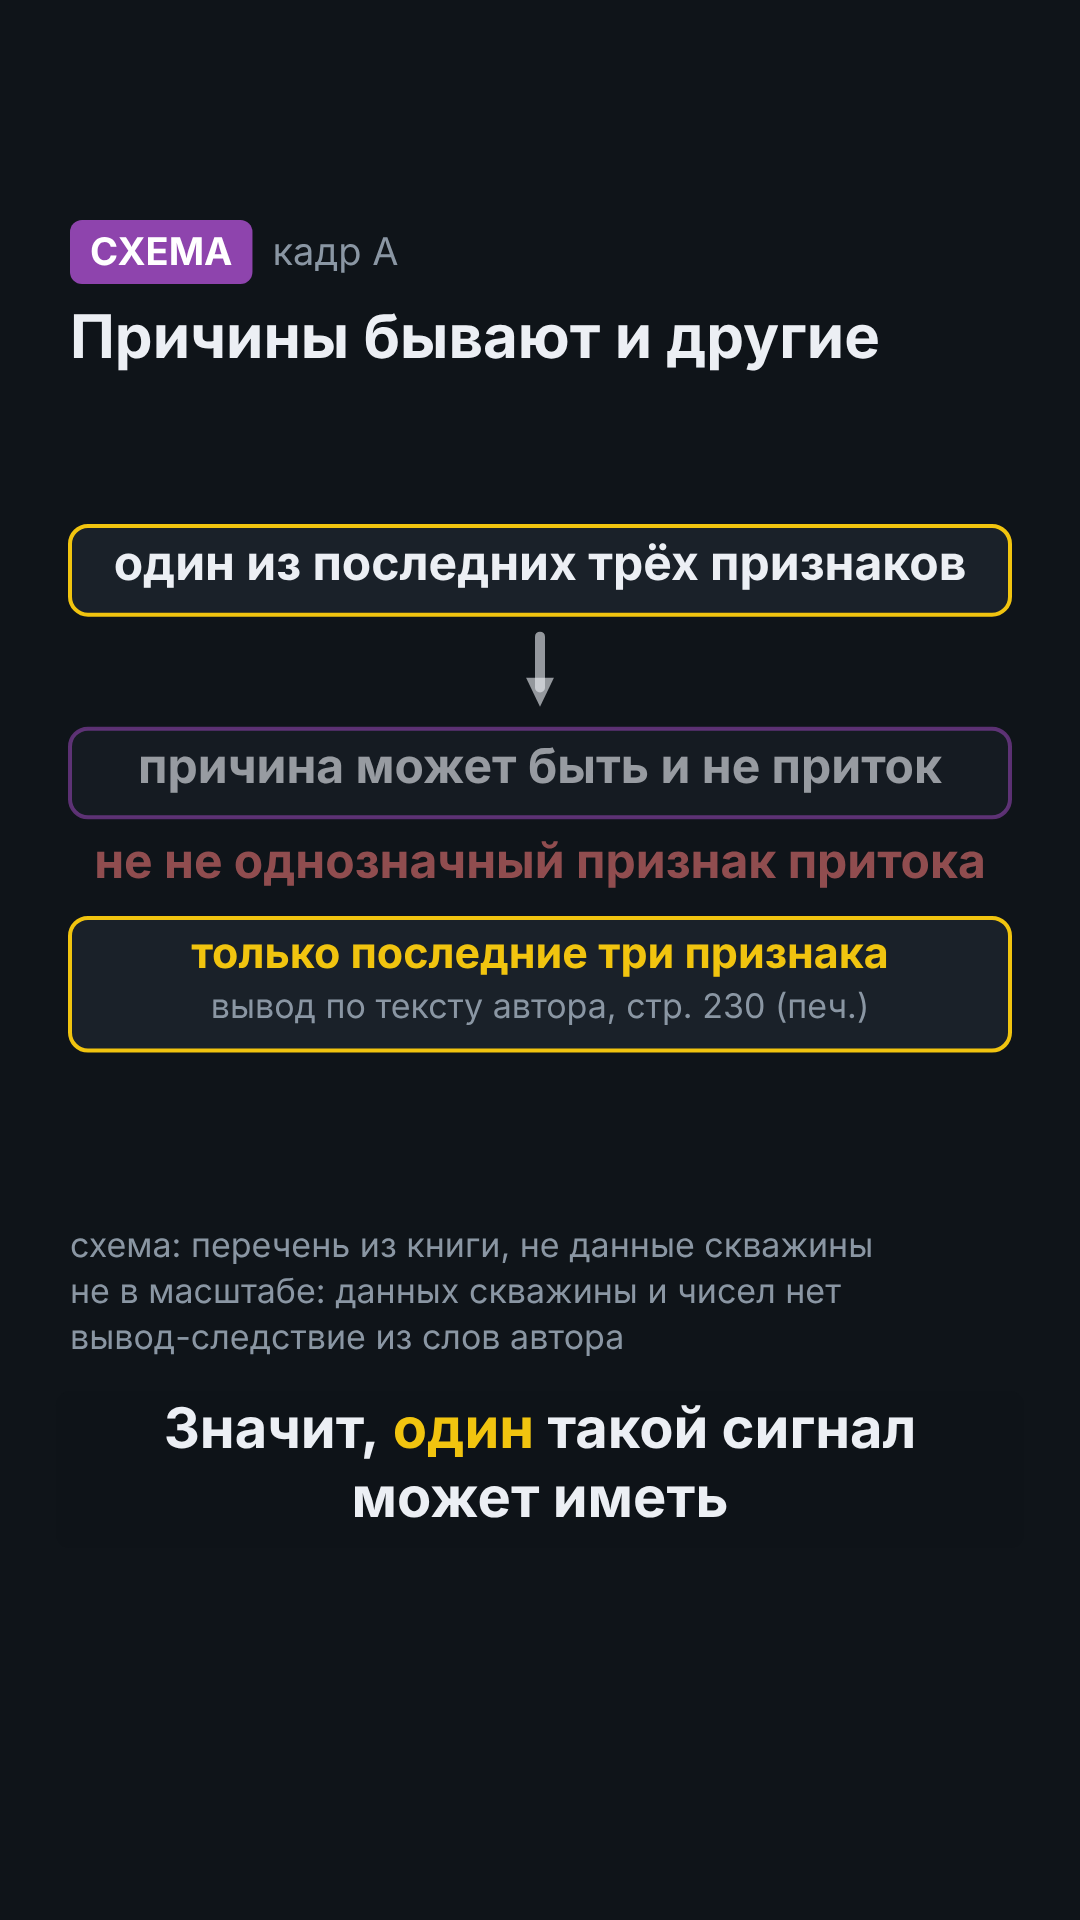 СХЕМА кадр А
Причины бывают и другие
один из последних трёх признаков
причина может быть и не приток
не не однозначный признак притока
только последние три признака
вывод по тексту автора, стр. 230 (печ.)
схема: перечень из книги, не данные скважины
не в масштабе: данных скважины и чисел нет
вывод-следствие из слов автора
Значит, один такой сигнал
может иметь